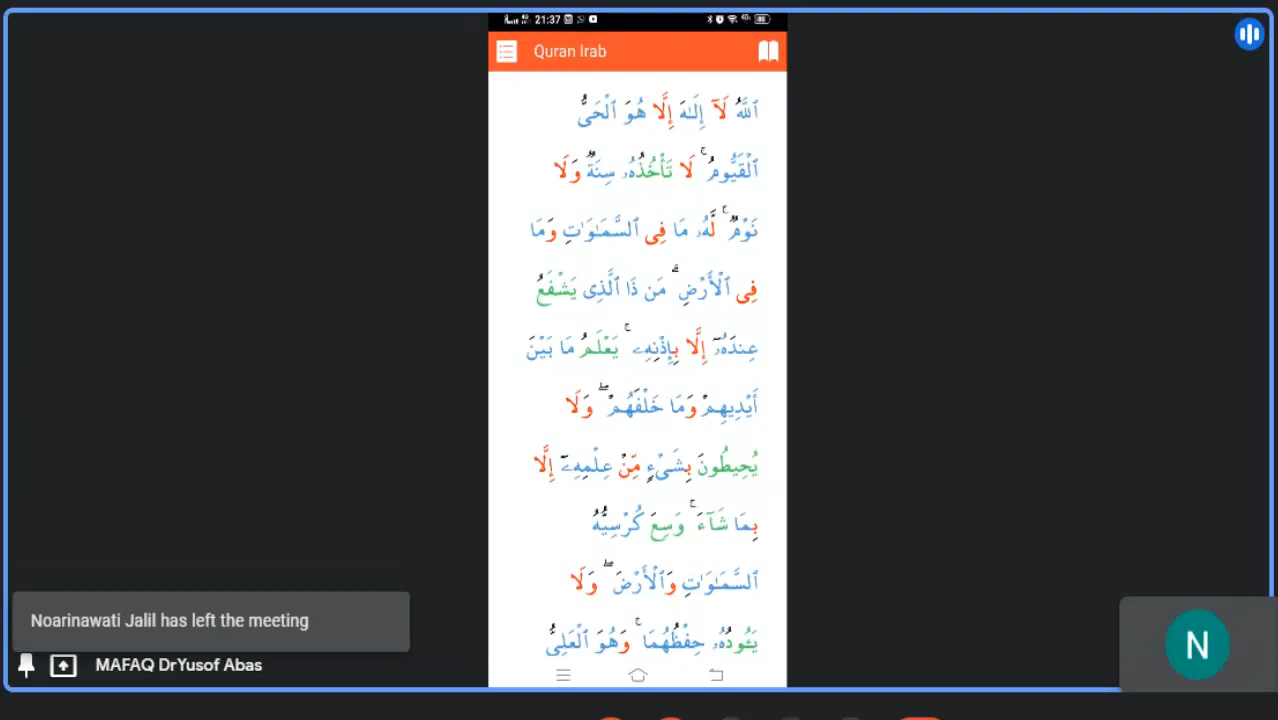 21:37
Quran Irab
ٱللَّهُ لَآ إِلَٰهَ إِلَّا هُوَ ٱلْحَىُّ
ٱلْقَيُّومُ ۚ لَا تَأْخُذُهُۥ سِنَةٌ وَلَا
نَوْمٌ ۚ لَّهُۥ مَا فِى ٱلسَّمَٰوَٰتِ وَمَا
فِى ٱلْأَرْضِ ۗ مَن ذَا ٱلَّذِى يَشْفَعُ
عِندَهُۥٓ إِلَّا بِإِذْنِهِۦ ۚ يَعْلَمُ مَا بَيْنَ
أَيْدِيهِمْ وَمَا خَلْفَهُمْ ۖ وَلَا
يُحِيطُونَ بِشَىْءٍ مِّنْ عِلْمِهِۦٓ إِلَّا
بِمَا شَآءَ ۚ وَسِعَ كُرْسِيُّهُ
ٱلسَّمَٰوَٰتِ وَٱلْأَرْضَ ۖ وَلَا
يَـُٔودُهُۥ حِفْظُهُمَا ۚ وَهُوَ ٱلْعَلِىُّ
Noarinawati Jalil has left the meeting
MAFAQ DrYusof Abas
N